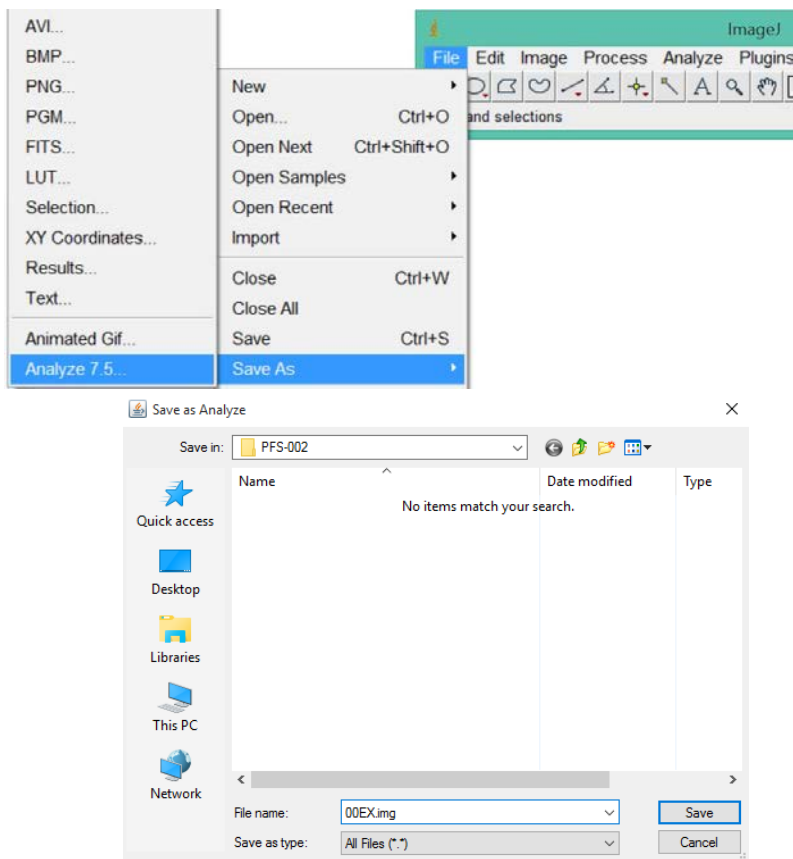 AVI...
BMP...
PNG...
PGM...
FITS...
LUT...
Selection...
XY Coordinates...
Results...
Text...
Animated Gif...
Analyze 7.5...
New
Open... Ctrl+O
Open Next Ctrl+Shift+O
Open Samples
Open Recent
Import
Close Ctrl+W
Close All
Save Ctrl+S
Save As
ImageJ
File Edit Image Process Analyze Plugins
A
and selections
Save as Analyze
Save in: PFS-002
Name Date modified Type
No items match your search.
Quick access
Desktop
Libraries
This PC
Network
File name: 00EX.img Save
Save as type: All Files (*.*) Cancel